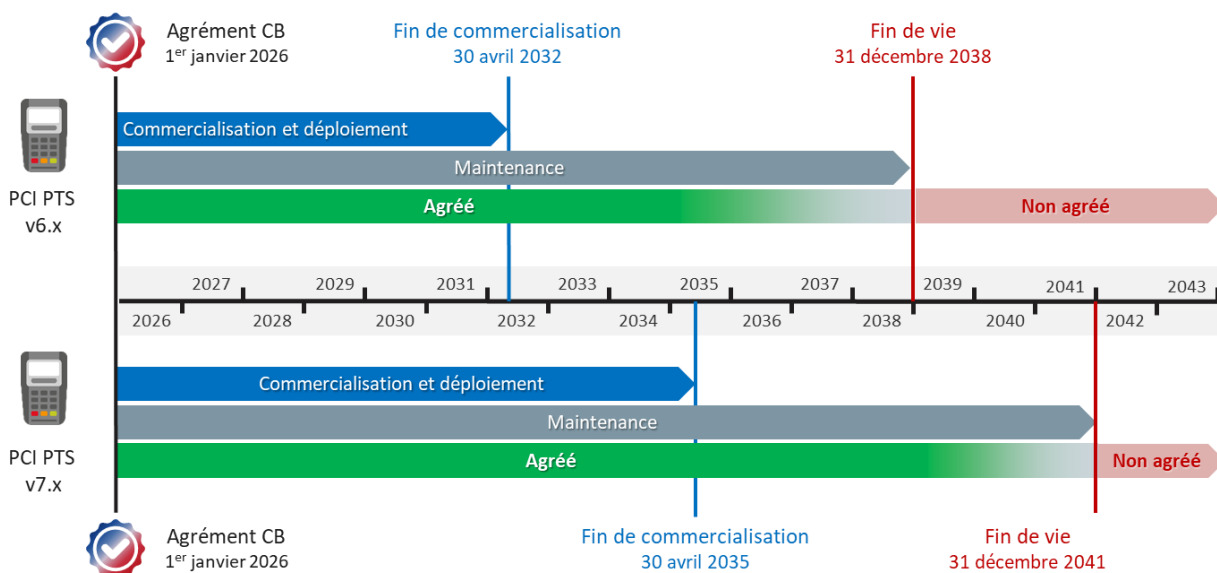 Agrément CB
1er janvier 2026
Fin de commercialisation
30 avril 2032
Fin de vie
31 décembre 2038
PCI PTS
v6.x
Commercialisation et déploiement
Maintenance
Agréé
Non agréé
2027 2029 2031 2033 2035 2037 2039 2041 2043
2026 2028 2030 2032 2034 2036 2038 2040 2042
PCI PTS
v7.x
Commercialisation et déploiement
Maintenance
Agréé
Non agréé
Agrément CB
1er janvier 2026
Fin de commercialisation
30 avril 2035
Fin de vie
31 décembre 2041